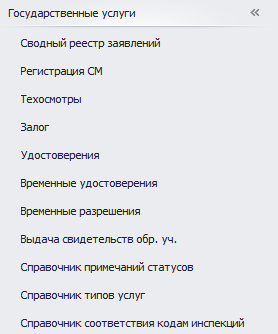 Государственные услуги
Сводный реестр заявлений
Регистрация СМ
Техосмотры
Залог
Удостоверения
Временные удостоверения
Временные разрешения
Выдача свидетельств обр. уч.
Справочник примечаний статусов
Справочник типов услуг
Справочник соответствия кодам инспекций